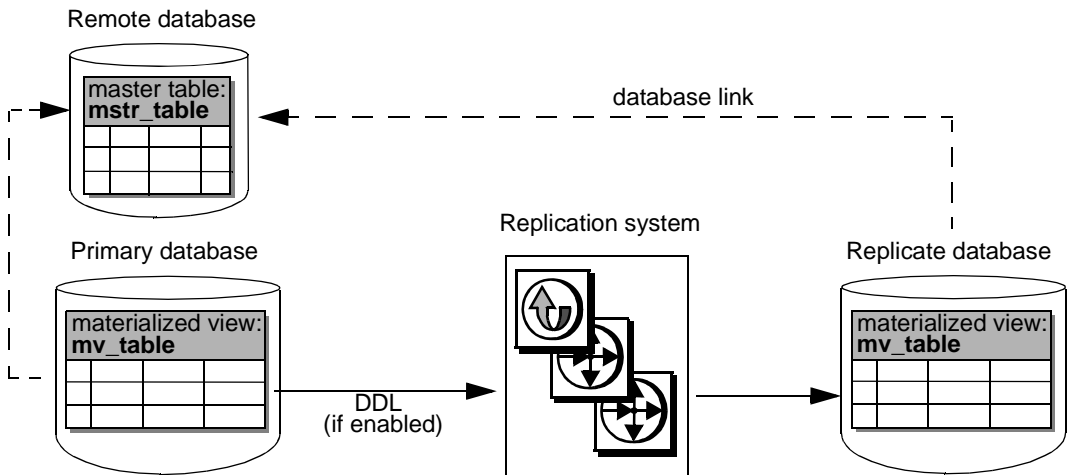 Remote database
master table:
mstr_table
database link
Replication system
Primary database
Replicate database
materialized view:
mv_table
materialized view:
mv_table
DDL
(if enabled)